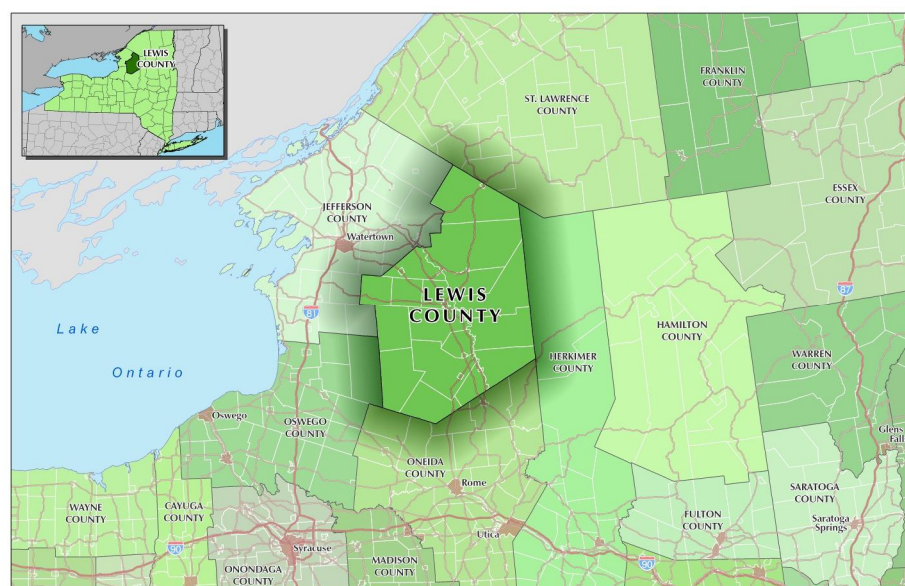 LEWIS
COUNTY
ST. LAWRENCE
COUNTY
FRANKLIN
COUNTY
ESSEX
COUNTY
JEFFERSON
COUNTY
Watertown
LEWIS
COUNTY
81
87
HAMILTON
COUNTY
HERKIMER
COUNTY
WARREN
COUNTY
Lake
Ontario
Oswego
OSWEGO
COUNTY
Glens
Fall
ONEIDA
COUNTY
Rome
SARATOGA
COUNTY
WAYNE
COUNTY
CAYUGA
COUNTY
FULTON
COUNTY
Saratoga
Springs
Utica
90
Syracuse
ONONDAGA
COUNTY
MADISON
COUNTY
90